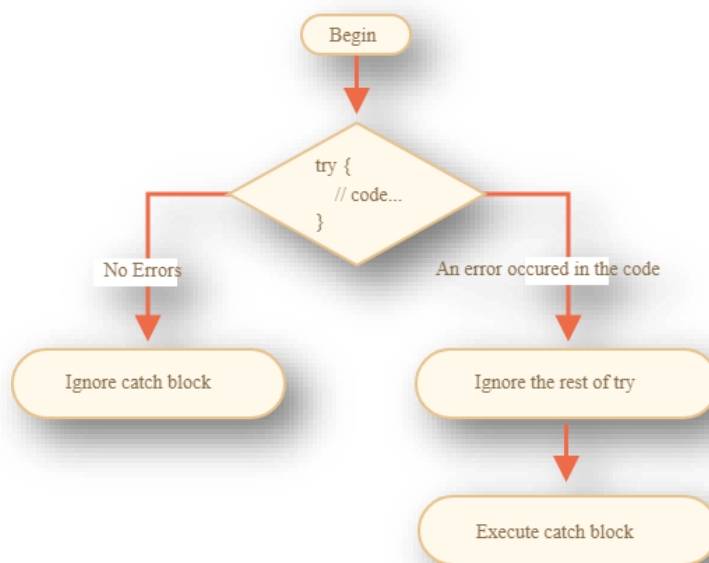 Begin
try {
// code...
}
No Errors
An error occured in the code
Ignore catch block
Ignore the rest of try
Execute catch block